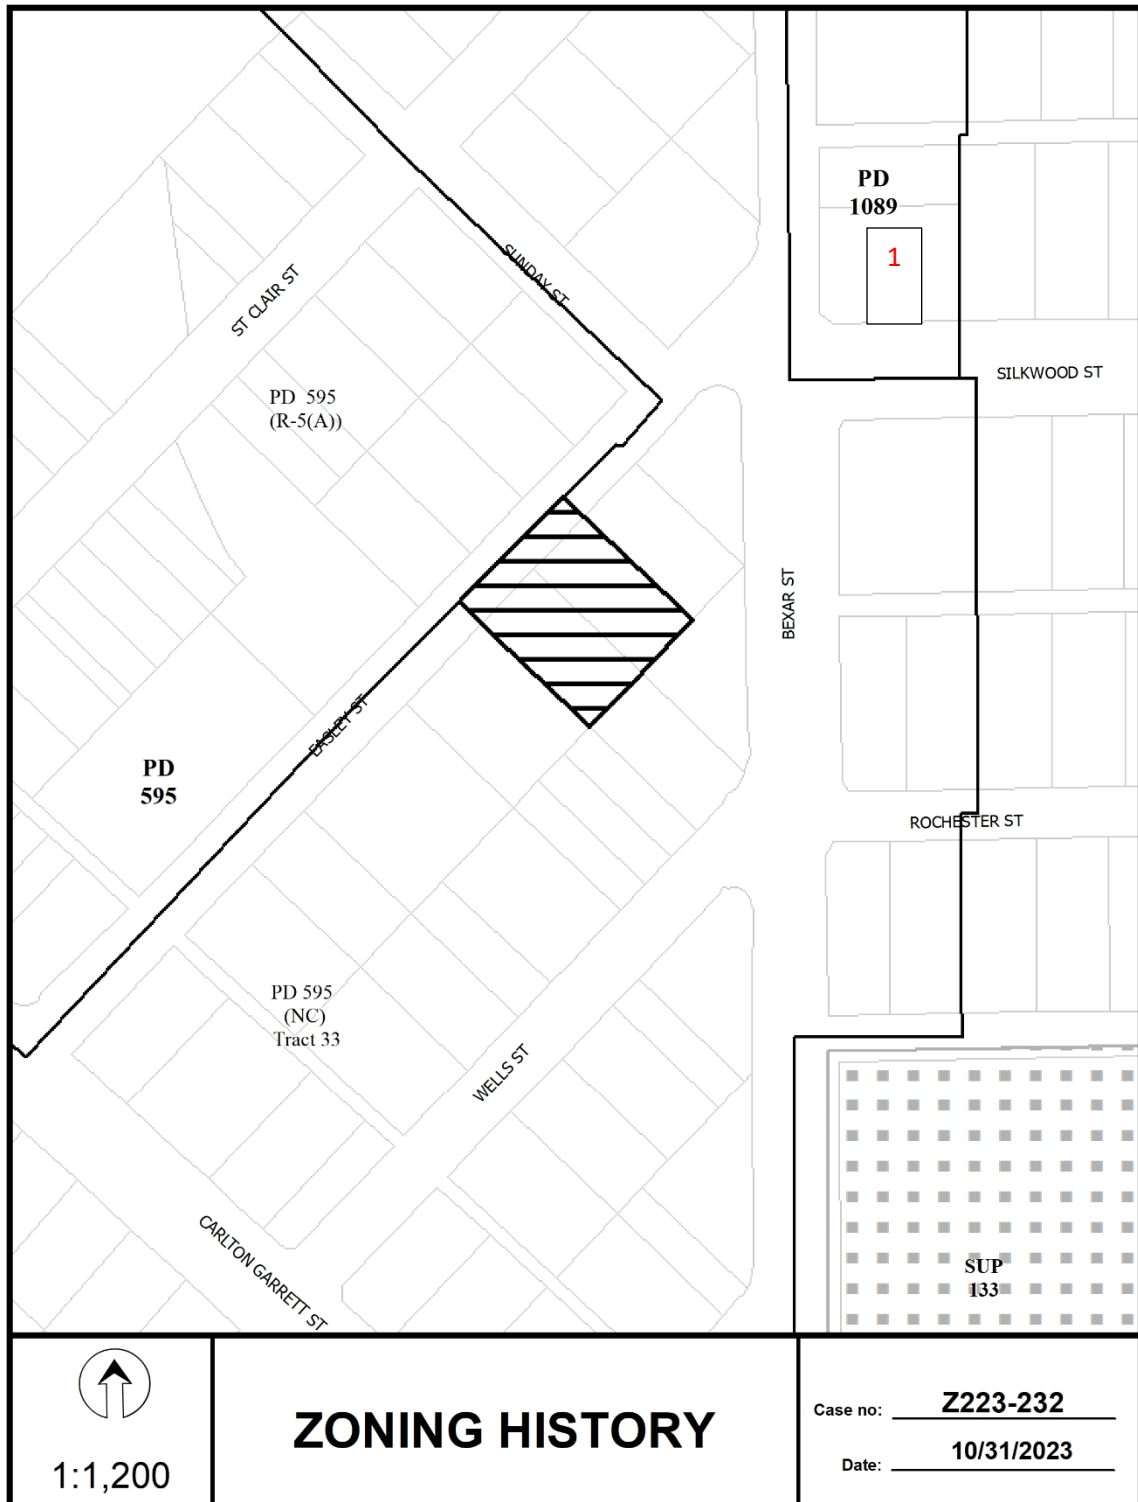 PD
1089
1
SUNDAY ST
ST CLAIR ST
SILKWOOD ST
PD 595
(R-5(A))
BEXAR ST
EASLEY ST
PD
595
ROCHESTER ST
PD 595
(NC)
Tract 33
WELLS ST
CARLTON GARRETT ST
SUP
133
1:1,200
ZONING HISTORY
Case no: Z223-232
Date: 10/31/2023